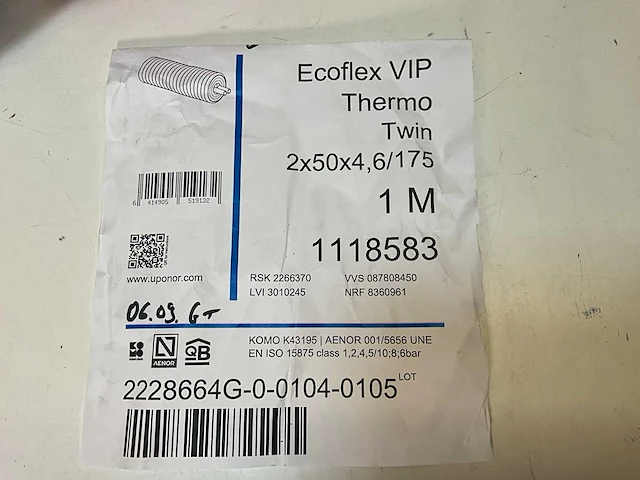 Ecoflex VIP
Thermo
Twin
2x50x4,6/175
1 M
1118583
6 414905 519132
www.uponor.com
RSK 2266370 VVS 087808450
LVI 3010245 NRF 8360961
06.09. GT
KOMO K43195 | AENOR 001/5656 UNE
EN ISO 15875 class 1,2,4,5/10;8;6bar
AENOR
QB
2228664G-0-0104-0105 LOT